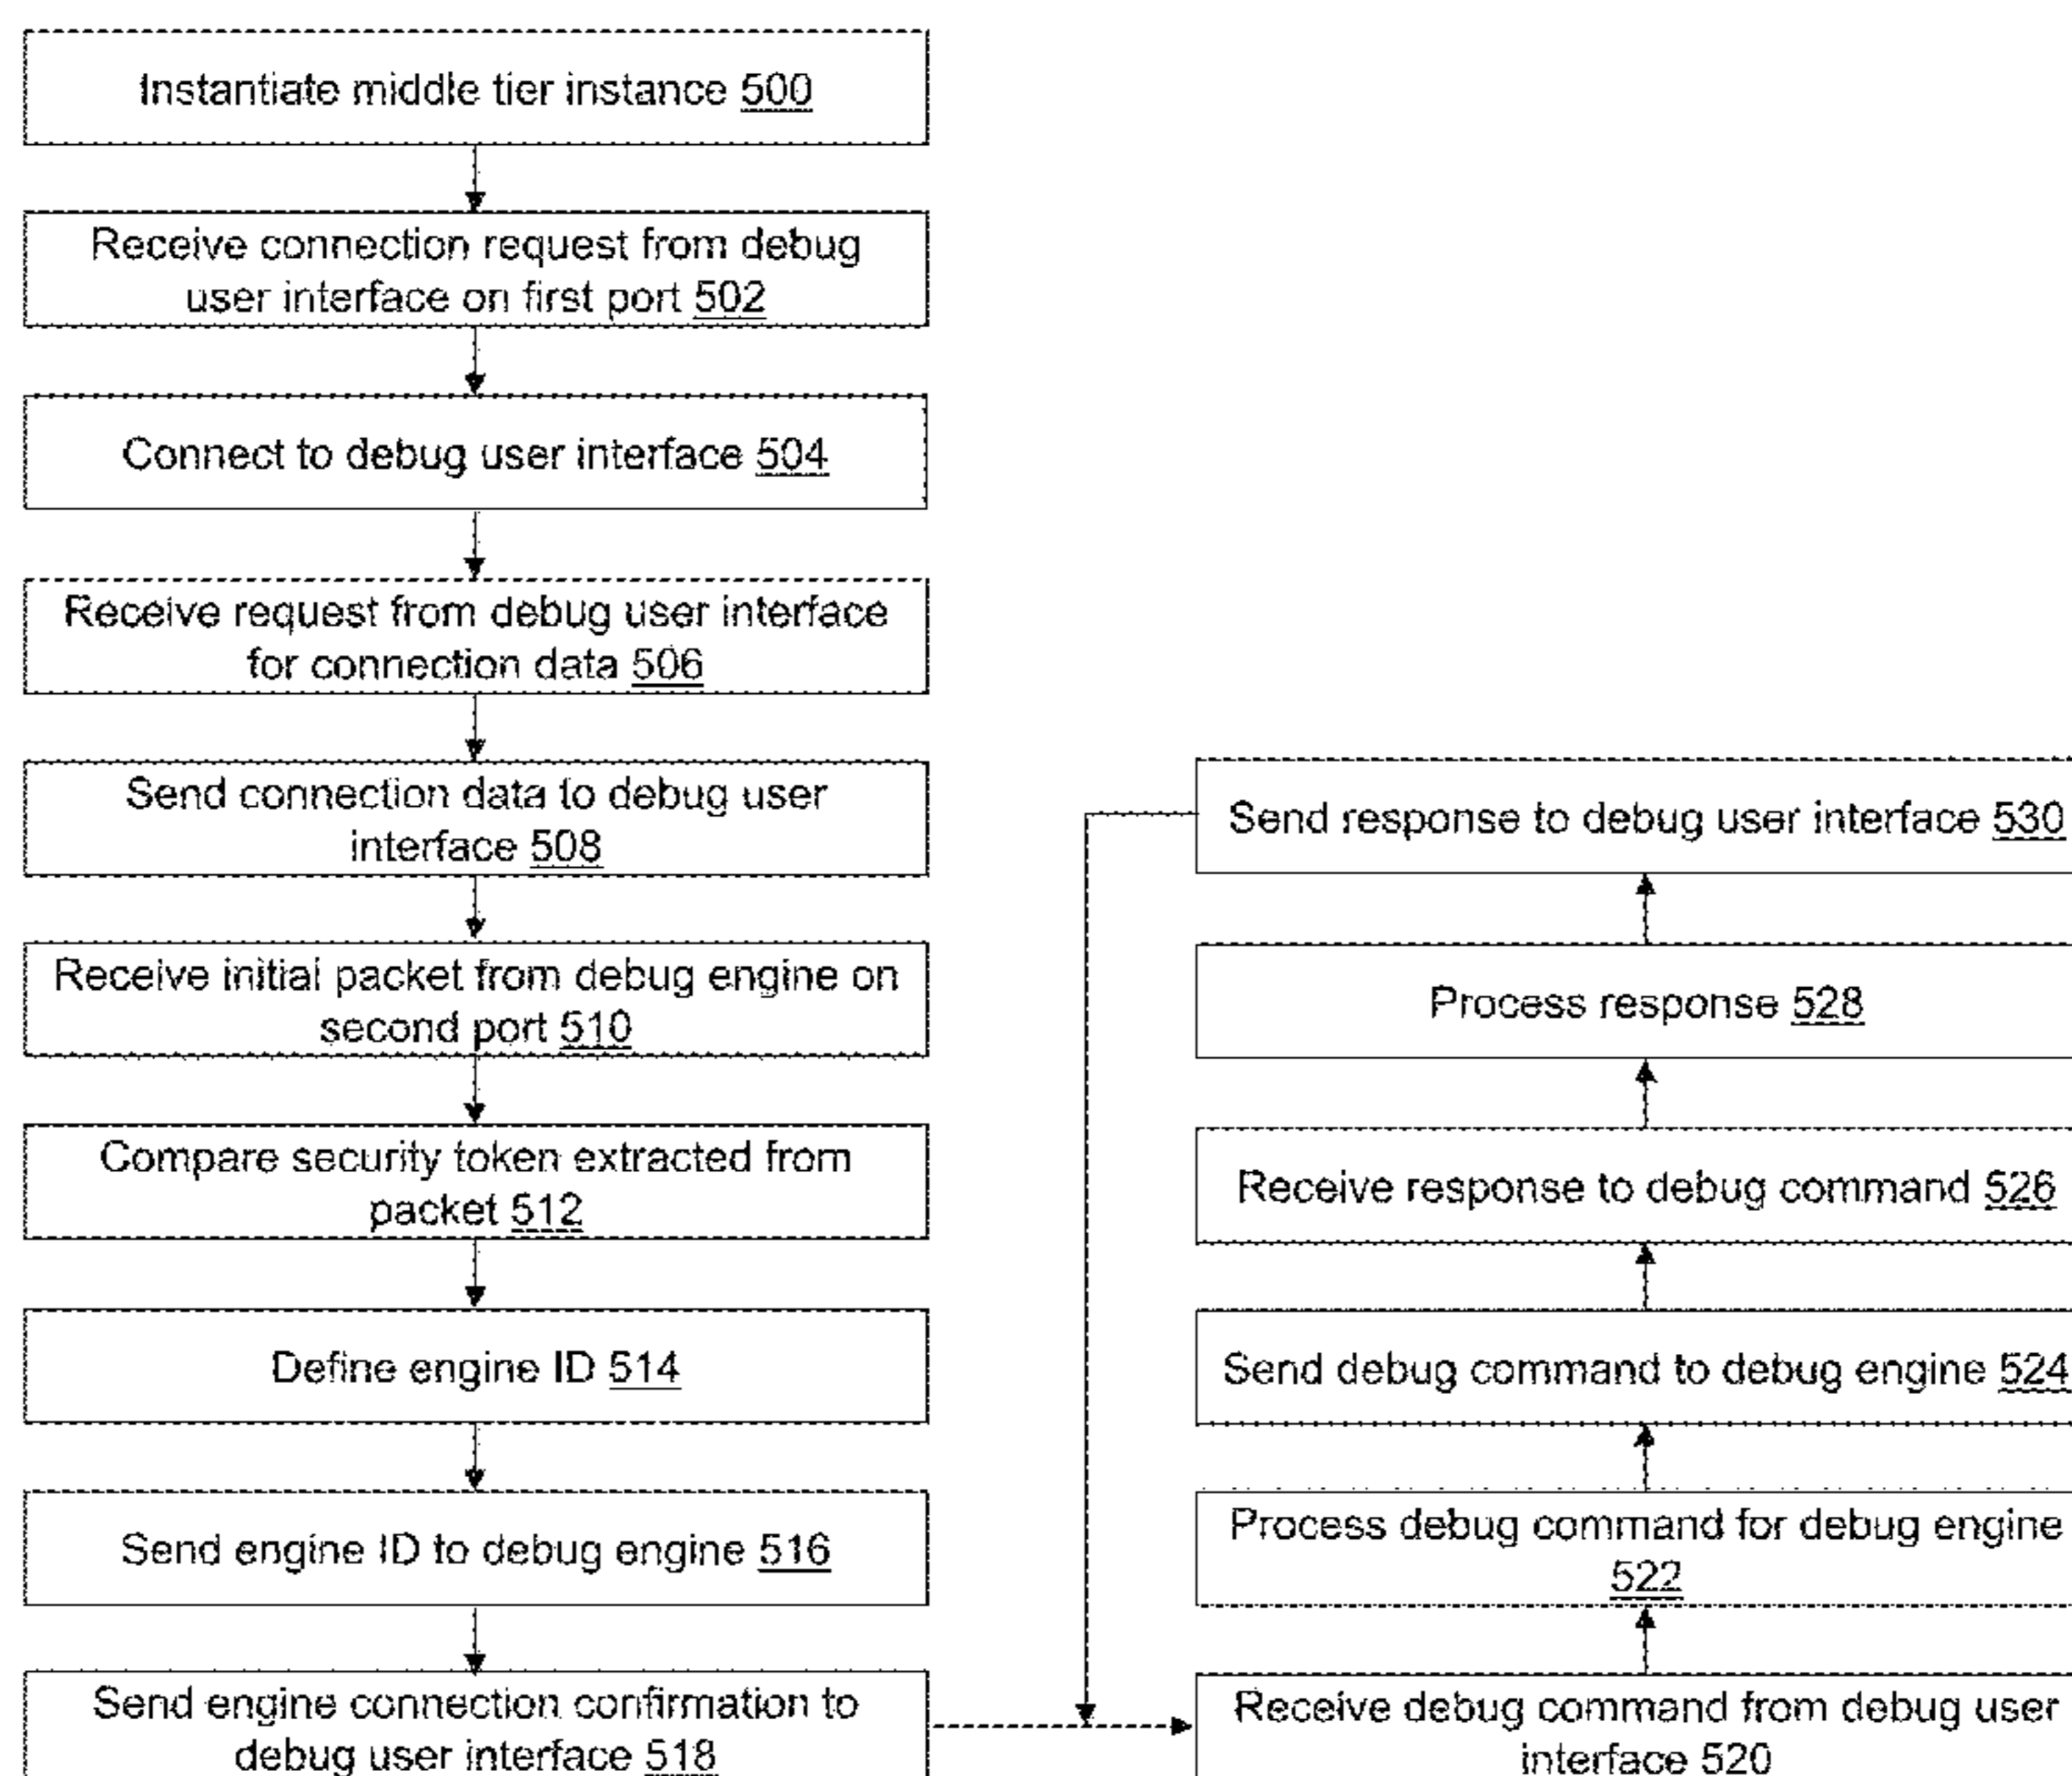 Instantiate middle tier instance 500
Receive connection request from debug
user interface on first port 502
Connect to debug user interface 504
Receive request from debug user interface
for connection data 506
Send connection data to debug user
interface 508
Receive initial packet from debug engine on
second port 510
Compare security token extracted from
packet 512
Define engine ID 514
Send engine ID to debug engine 516
Send engine connection confirmation to
debug user interface 518
Send response to debug user interface 530
Process response 528
Receive response to debug command 526
Send debug command to debug engine 524
Process debug command for debug engine
522
Receive debug command from debug user
interface 520